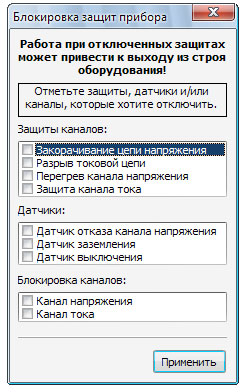 Блокировка защит прибора
Работа при отключенных защитах
может привести к выходу из строя
оборудования!
Отметьте защиты, датчики и/или
каналы, которые хотите отключить.
Защиты каналов:
Закорачивание цепи напряжения
Разрыв токовой цепи
Перегрев канала напряжения
Защита канала тока
Датчики:
Датчик отказа канала напряжения
Датчик заземления
Датчик выключения
Блокировка каналов:
Канал напряжения
Канал тока
Применить